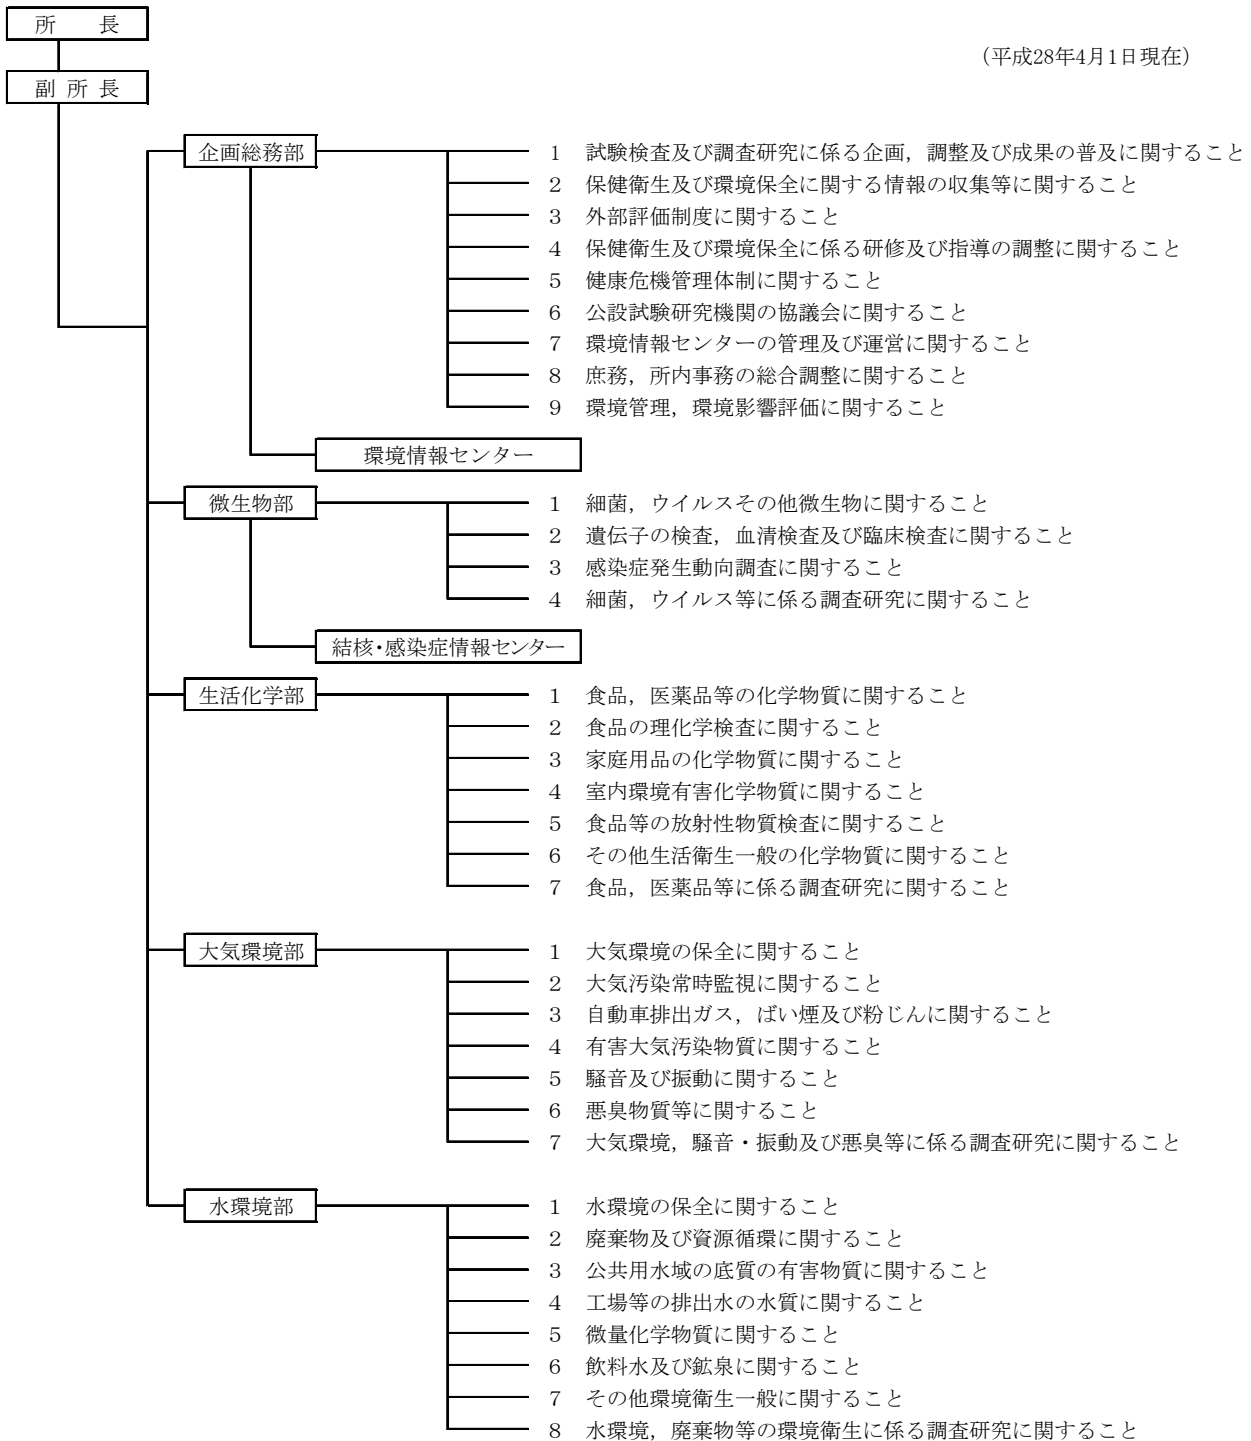 所　　長
（平成28年4月1日現在）
副 所 長
企画総務部
1　試験検査及び調査研究に係る企画，調整及び成果の普及に関すること
2　保健衛生及び環境保全に関する情報の収集等に関すること
3　外部評価制度に関すること
4　保健衛生及び環境保全に係る研修及び指導の調整に関すること
5　健康危機管理体制に関すること
6　公設試験研究機関の協議会に関すること
7　環境情報センターの管理及び運営に関すること
8　庶務，所内事務の総合調整に関すること
9　環境管理，環境影響評価に関すること
環境情報センター
微生物部
1　細菌，ウイルスその他微生物に関すること
2　遺伝子の検査，血清検査及び臨床検査に関すること
3　感染症発生動向調査に関すること
4　細菌，ウイルス等に係る調査研究に関すること
結核・感染症情報センター
生活化学部
1　食品，医薬品等の化学物質に関すること
2　食品の理化学検査に関すること
3　家庭用品の化学物質に関すること
4　室内環境有害化学物質に関すること
5　食品等の放射性物質検査に関すること
6　その他生活衛生一般の化学物質に関すること
7　食品，医薬品等に係る調査研究に関すること
大気環境部
1　大気環境の保全に関すること
2　大気汚染常時監視に関すること
3　自動車排出ガス，ばい煙及び粉じんに関すること
4　有害大気汚染物質に関すること
5　騒音及び振動に関すること
6　悪臭物質等に関すること
7　大気環境，騒音・振動及び悪臭等に係る調査研究に関すること
水環境部
1　水環境の保全に関すること
2　廃棄物及び資源循環に関すること
3　公共用水域の底質の有害物質に関すること
4　工場等の排出水の水質に関すること
5　微量化学物質に関すること
6　飲料水及び鉱泉に関すること
7　その他環境衛生一般に関すること
8　水環境，廃棄物等の環境衛生に係る調査研究に関すること